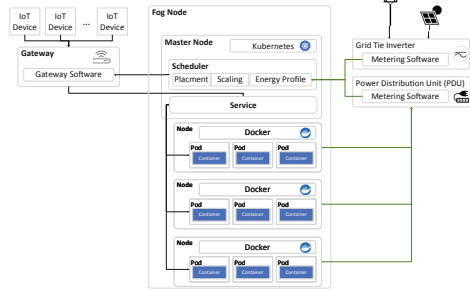 IoT
Device
IoT
Device
...
IoT
Device
Gateway
Gateway Software
Fog Node
Master Node
Kubernetes
Scheduler
Placment
Scaling
Energy Profile
Service
Grid Tie Inverter
Metering Software
Power Distribution Unit (PDU)
Metering Software
Node
Docker
Pod
Container
Pod
Container
Pod
Container
Node
Docker
Pod
Container
Pod
Container
Pod
Container
Node
Docker
Pod
Container
Pod
Container
Pod
Container